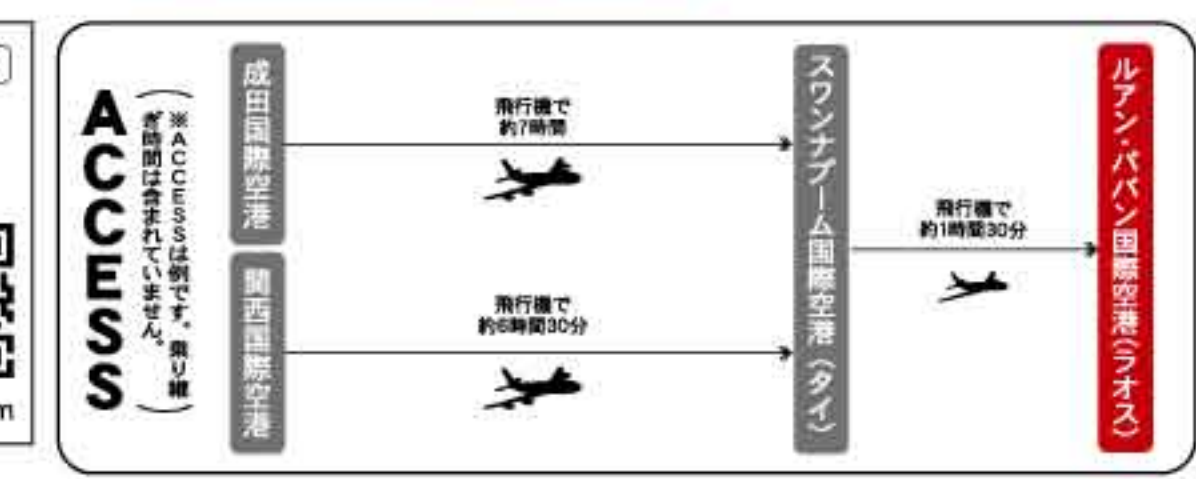 ACCESS
(※ACCESSは例です。乗り継
ぎ時間は含まれていません。)
成田国際空港
関西国際空港
飛行機で
約7時間
飛行機で
約6時間30分
スワンナプーム国際空港（タイ）
飛行機で
約1時間30分
ルアン・パバン国際空港（ラオス）
m